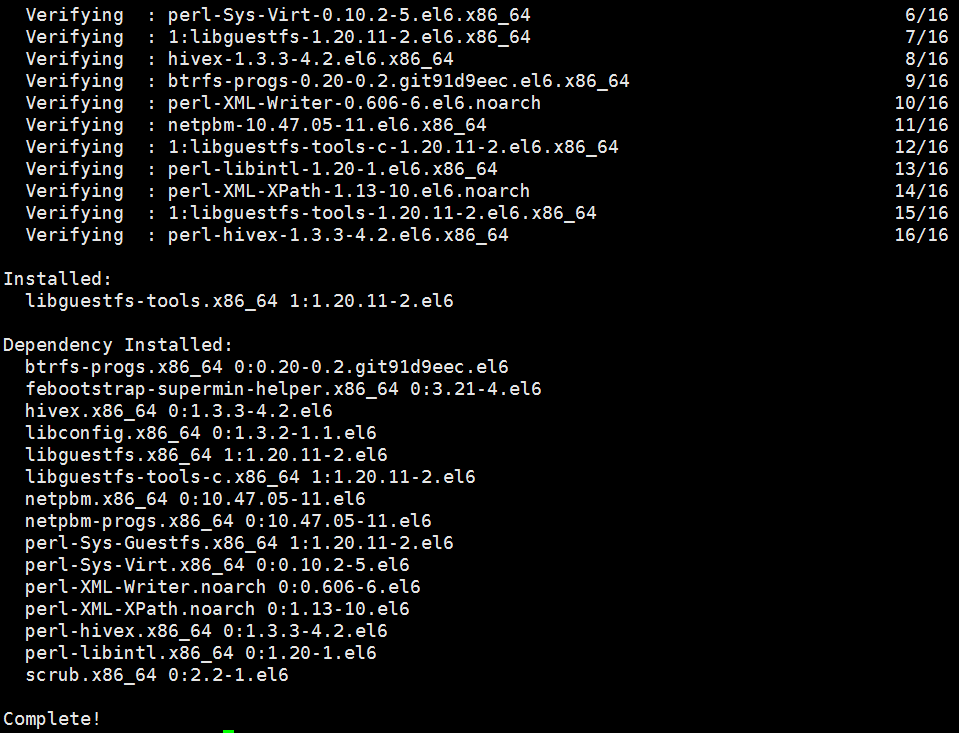 Verifying  : perl-Sys-Virt-0.10.2-5.el6.x86_64 6/16
Verifying  : 1:libguestfs-1.20.11-2.el6.x86_64 7/16
Verifying  : hivex-1.3.3-4.2.el6.x86_64 8/16
Verifying  : btrfs-progs-0.20-0.2.git91d9eec.el6.x86_64 9/16
Verifying  : perl-XML-Writer-0.606-6.el6.noarch 10/16
Verifying  : netpbm-10.47.05-11.el6.x86_64 11/16
Verifying  : 1:libguestfs-tools-c-1.20.11-2.el6.x86_64 12/16
Verifying  : perl-libintl-1.20-1.el6.x86_64 13/16
Verifying  : perl-XML-XPath-1.13-10.el6.noarch 14/16
Verifying  : 1:libguestfs-tools-1.20.11-2.el6.x86_64 15/16
Verifying  : perl-hivex-1.3.3-4.2.el6.x86_64 16/16
Installed:
libguestfs-tools.x86_64 1:1.20.11-2.el6
Dependency Installed:
btrfs-progs.x86_64 0:0.20-0.2.git91d9eec.el6
febootstrap-supermin-helper.x86_64 0:3.21-4.el6
hivex.x86_64 0:1.3.3-4.2.el6
libconfig.x86_64 0:1.3.2-1.1.el6
libguestfs.x86_64 1:1.20.11-2.el6
libguestfs-tools-c.x86_64 1:1.20.11-2.el6
netpbm.x86_64 0:10.47.05-11.el6
netpbm-progs.x86_64 0:10.47.05-11.el6
perl-Sys-Guestfs.x86_64 1:1.20.11-2.el6
perl-Sys-Virt.x86_64 0:0.10.2-5.el6
perl-XML-Writer.noarch 0:0.606-6.el6
perl-XML-XPath.noarch 0:1.13-10.el6
perl-hivex.x86_64 0:1.3.3-4.2.el6
perl-libintl.x86_64 0:1.20-1.el6
scrub.x86_64 0:2.2-1.el6
Complete!